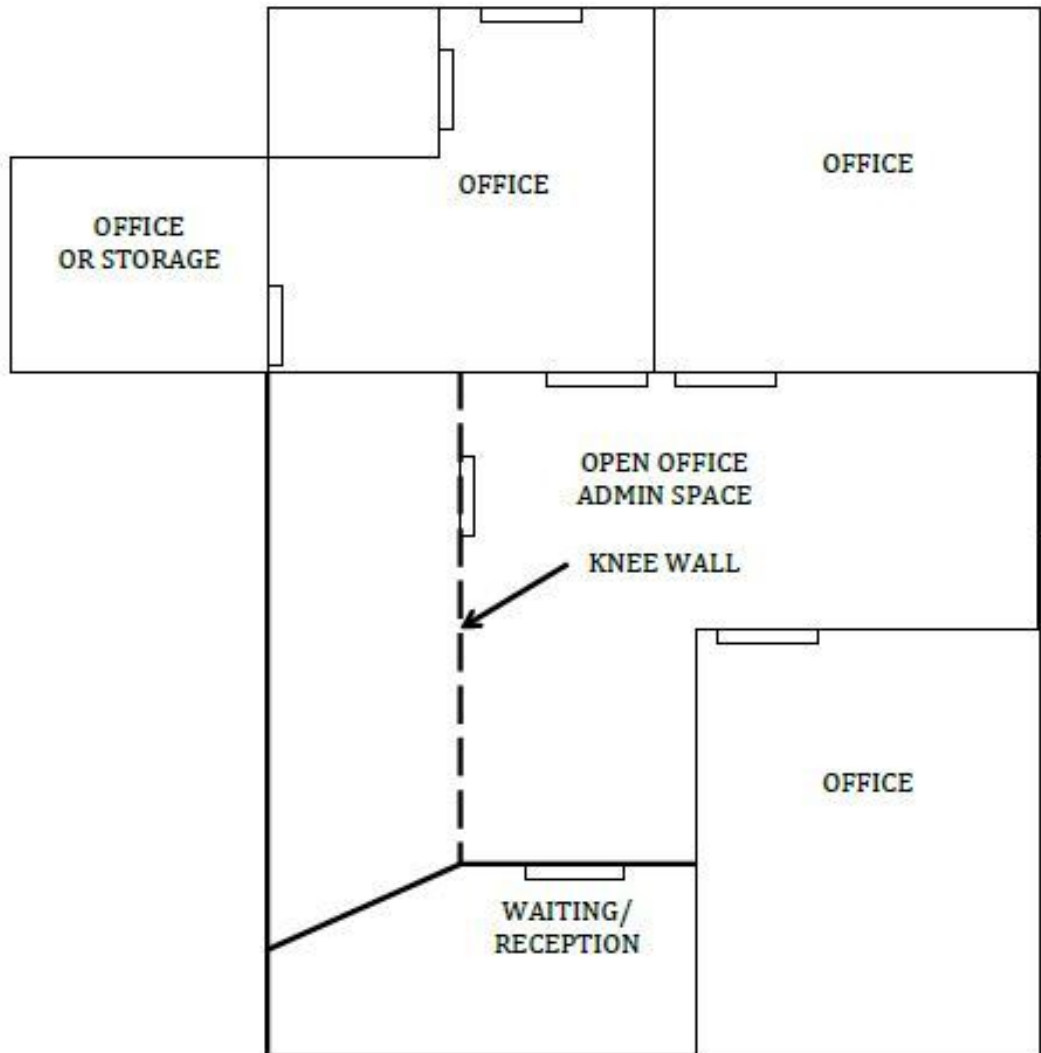 OFFICE
OFFICE
OFFICE
OR STORAGE
OPEN OFFICE
ADMIN SPACE
KNEE WALL
OFFICE
WAITING/
RECEPTION